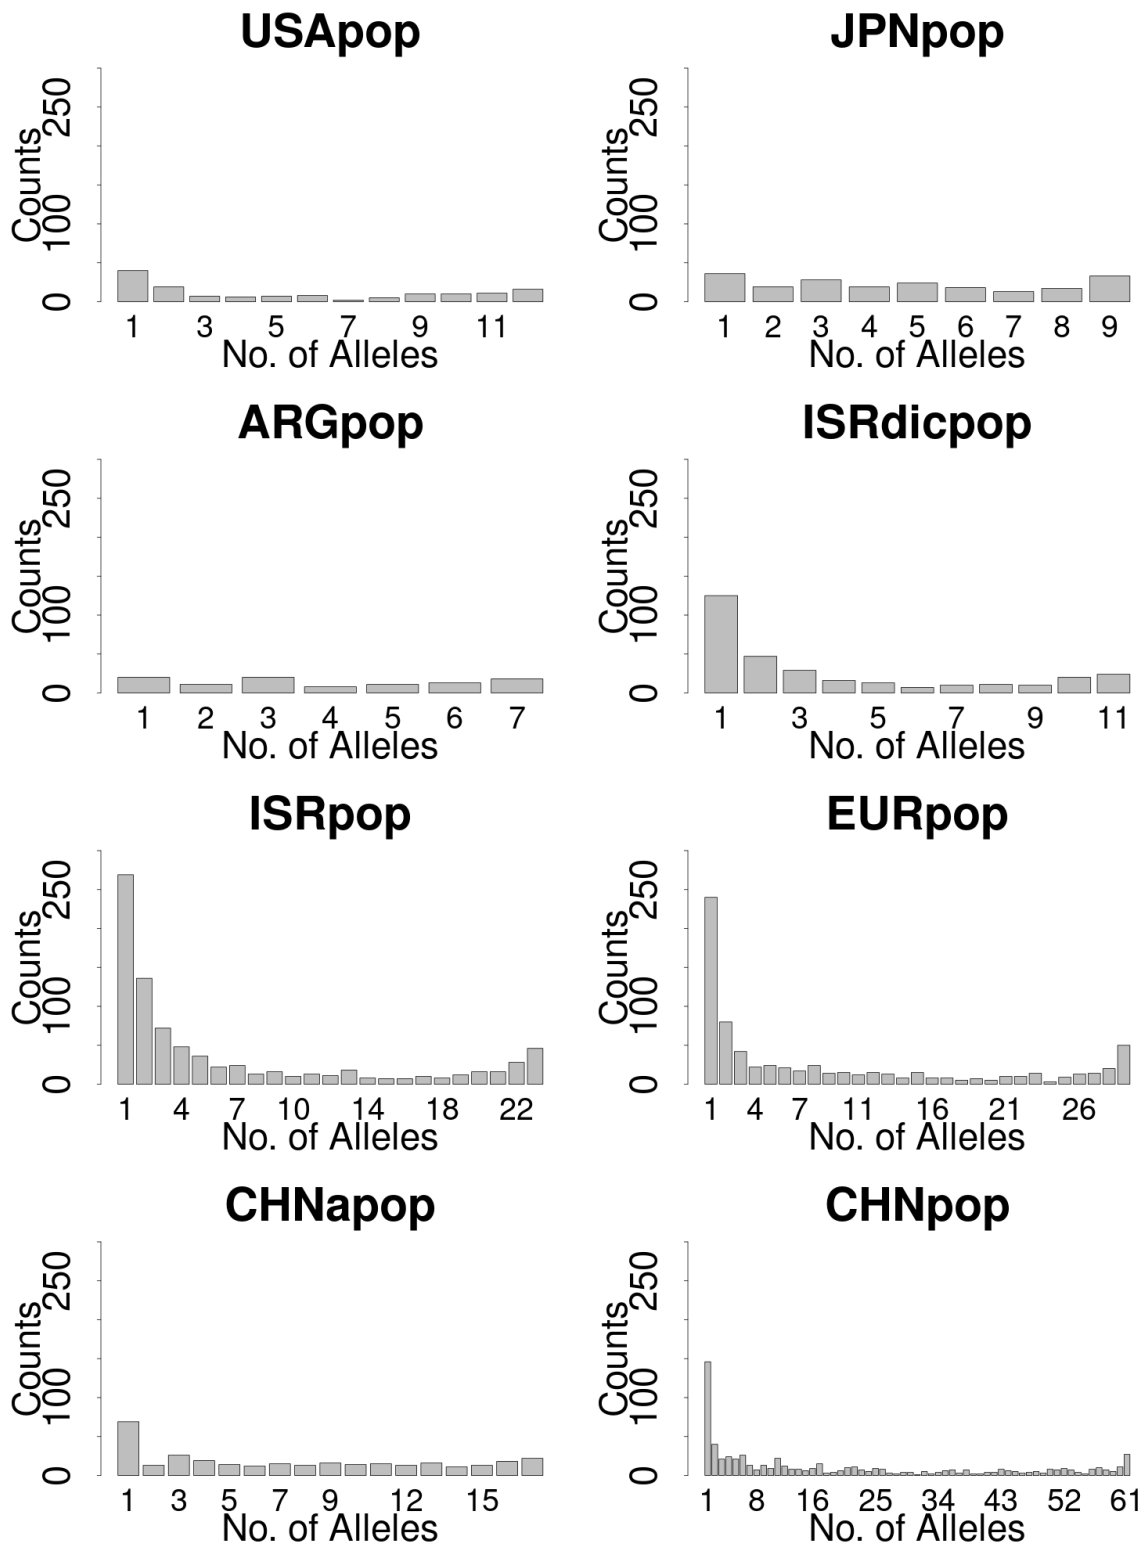 USApop
Counts
0 100 250
1 3 5 7 9 11
No. of Alleles
JPNpop
Counts
0 100 250
1 2 3 4 5 6 7 8 9
No. of Alleles
ARGpop
Counts
0 100 250
1 2 3 4 5 6 7
No. of Alleles
ISRdicpop
Counts
0 100 250
1 3 5 7 9 11
No. of Alleles
ISRpop
Counts
0 100 250
1 4 7 10 14 18 22
No. of Alleles
EURpop
Counts
0 100 250
1 4 7 11 16 21 26
No. of Alleles
CHNapop
Counts
0 100 250
1 3 5 7 9 12 15
No. of Alleles
CHNpop
Counts
0 100 250
1 8 16 25 34 43 52 61
No. of Alleles